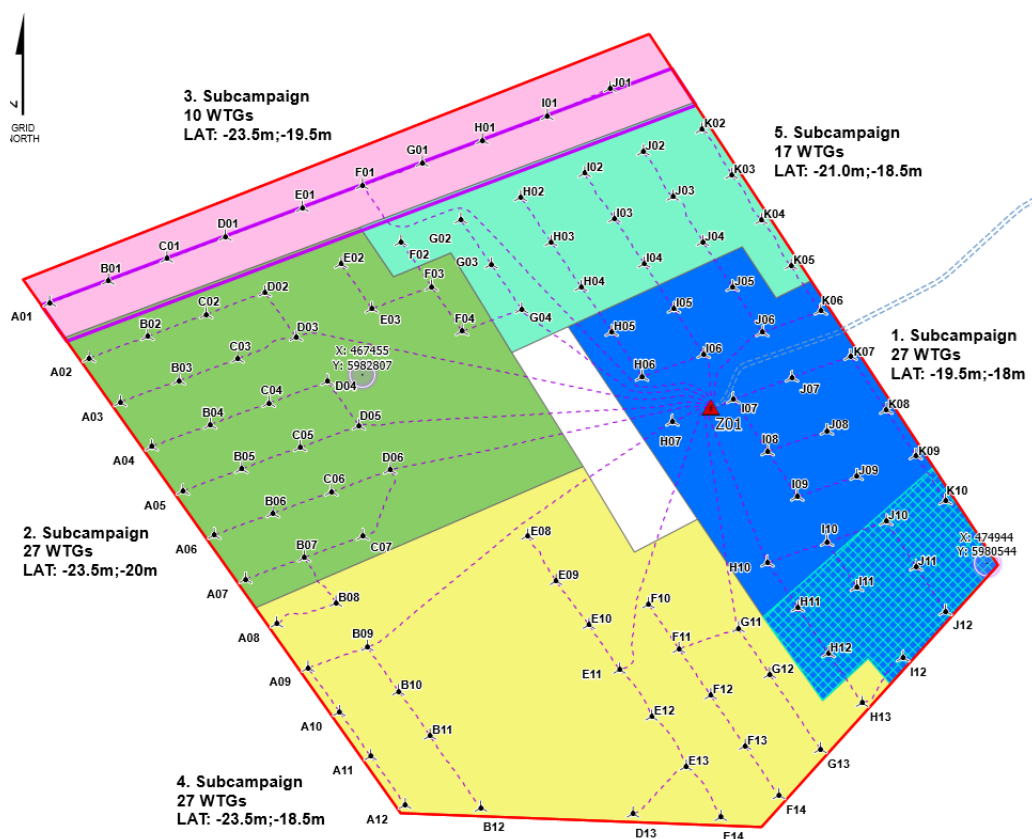 Z
GRID
NORTH
3. Subcampaign
10 WTGs
LAT: -23.5m;-19.5m
5. Subcampaign
17 WTGs
LAT: -21.0m;-18.5m
1. Subcampaign
27 WTGs
LAT: -19.5m;-18m
2. Subcampaign
27 WTGs
LAT: -23.5m;-20m
4. Subcampaign
27 WTGs
LAT: -23.5m;-18.5m
X: 467455
Y: 5982807
X: 474944
Y: 5980544
Z01
A01
B01
C01
D01
E01
F01
G01
H01
I01
J01
A02
B02
C02
D02
E02
F02
G02
H02
I02
J02
K02
A03
B03
C03
D03
E03
F03
G03
H03
I03
J03
K03
A04
B04
C04
D04
F04
G04
H04
I04
J04
K04
A05
B05
C05
D05
H05
I05
J05
K05
A06
B06
C06
D06
H06
I06
J06
K06
A07
B07
C07
H07
I07
J07
K07
A08
B08
E08
I08
J08
K08
A09
B09
E09
I09
J09
K09
A10
B10
E10
F10
H10
I10
J10
K10
A11
B11
E11
F11
G11
H11
I11
J11
A12
B12
E12
F12
G12
H12
I12
J12
D13
E13
F13
G13
H13
E14
F14